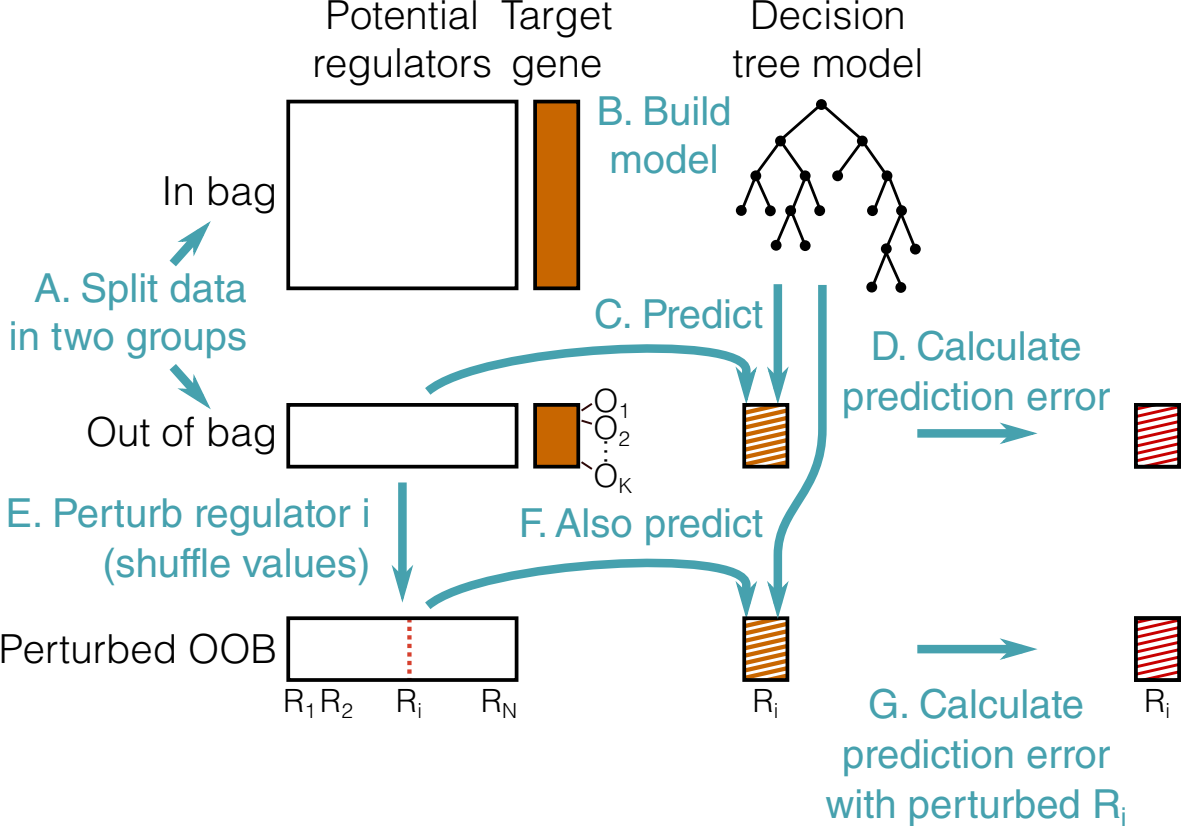 Potential
regulators
Target
gene
Decision
tree model
B. Build
model
In bag
A. Split data
in two groups
C. Predict
D. Calculate
prediction error
Out of bag
O₁
O₂
O_K
E. Perturb regulator i
(shuffle values)
F. Also predict
Perturbed OOB
R₁ R₂ Rᵢ R_N
Rᵢ
Rᵢ
G. Calculate
prediction error
with perturbed Rᵢ